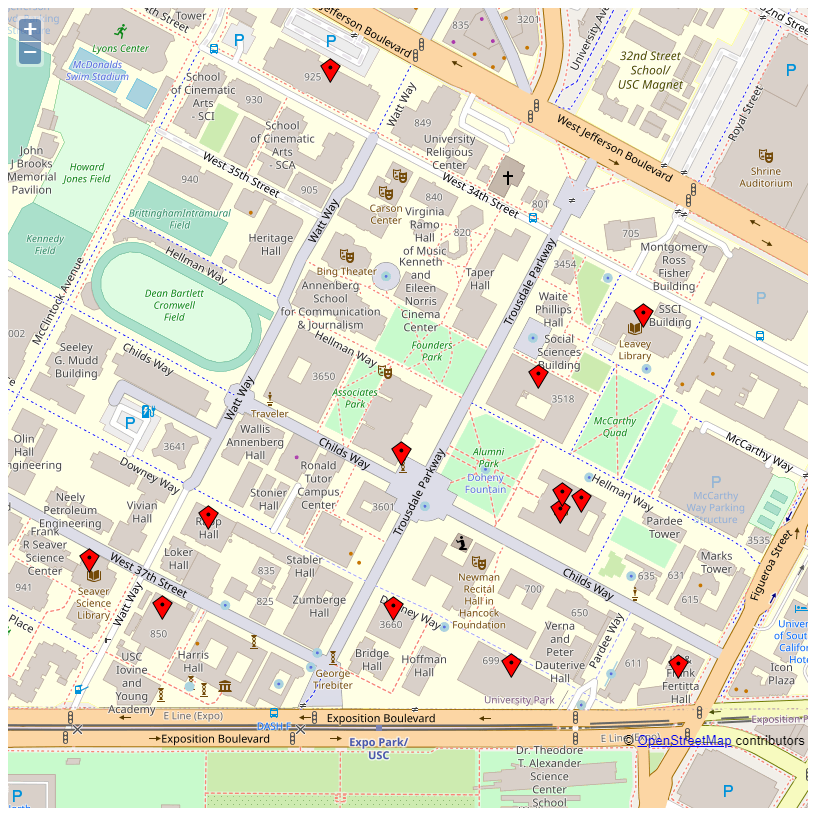 +
−
Tower
Lyons Center
McDonalds
Swim Stadium
West Jefferson Boulevard
925
P
P
835
3201
University Ave
32nd Street
School/
USC Magnet
P
Royal Street
32nd Street
Shrine
Auditorium
School
of Cinematic
Arts
- SCI
930
Watt Way
849
University
Religious
Center
West Jefferson Boulevard
School
of Cinematic
Arts
- SCA
John
J Brooks
Memorial
Pavilion
Howard
Jones Field
West 35th Street
940
905
West 34th Street
801
Carson
Center
840
Virginia
Ramo
Hall
of Music
820
Brittingham Intramural
Field
Kennedy
Field
Heritage
Hall
Watt Way
705
Montgomery
Ross
Fisher
Building
Hellman Way
Bing Theater
Kenneth
and
Eileen
Norris
Cinema
Center
Taper
Hall
3454
Trousdale Parkway
McClintock Avenue
Dean Bartlett
Cromwell
Field
Annenberg
School
for Communication
& Journalism
Waite
Phillips
Hall
P
SSCI
Building
Leavey
Library
Social
Sciences
Building
Seeley
G. Mudd
Building
Childs Way
Hellman Way
Founders
Park
3650
Associates
Park
3518
McCarthy
Quad
Watt Way
Traveler
P
Wallis
Annenberg
Hall
Childs Way
Alumni
Park
McCarthy Way
Olin
Hall
3641
Downey Way
Ronald
Tutor
Campus
Center
Stonier
Hall
Doheny
Fountain
Hellman Way
P
McCarthy
Way Parking
Structure
Neely
Petroleum
Engineering
Vivian
Hall
Hall
3601
Trousdale Parkway
Pardee
Tower
3535
Frank
R Seaver
Science
Center
Loker
Hall
Stabler
Hall
Marks
Tower
West 37th Street
Seaver
Science
Library
941
835
825
Zumberge
Hall
Newman
Recital
Hall in
Hancock
Foundation
700
Childs Way
635
631
615
Figueroa Street
Place
Watt Way
850
Downey Way
3660
650
Verna
and
Peter
Dauterive
Hall
Pardee Way
USC
Iovine
and
Young
Academy
Harris
Hall
George
Tirebiter
Bridge
Hall
Hoffman
Hall
699
611
Fertitta
Hall
Icon
Plaza
University Park
E Line (Expo)
DASH F
Exposition Boulevard
Exposition Boulevard
Expo Park/
USC
E Line (Expo)
© OpenStreetMap contributors
Dr. Theodore
T. Alexander
Science
Center
School
P
P